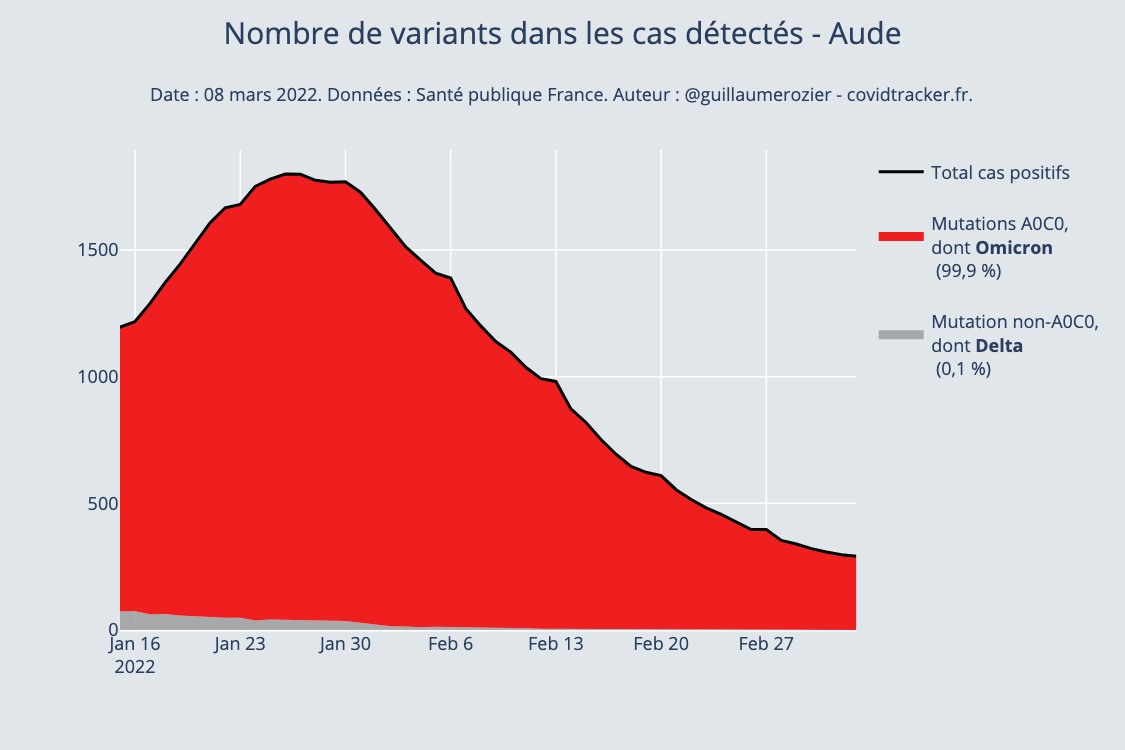 Nombre de variants dans les cas détectés - Aude
Date : 08 mars 2022. Données : Santé publique France. Auteur : @guillaumerozier - covidtracker.fr.
1500
1000
500
0
Jan 16
2022
Jan 23
Jan 30
Feb 6
Feb 13
Feb 20
Feb 27
Total cas positifs
Mutations A0C0,
dont Omicron
(99,9 %)
Mutation non-A0C0,
dont Delta
(0,1 %)